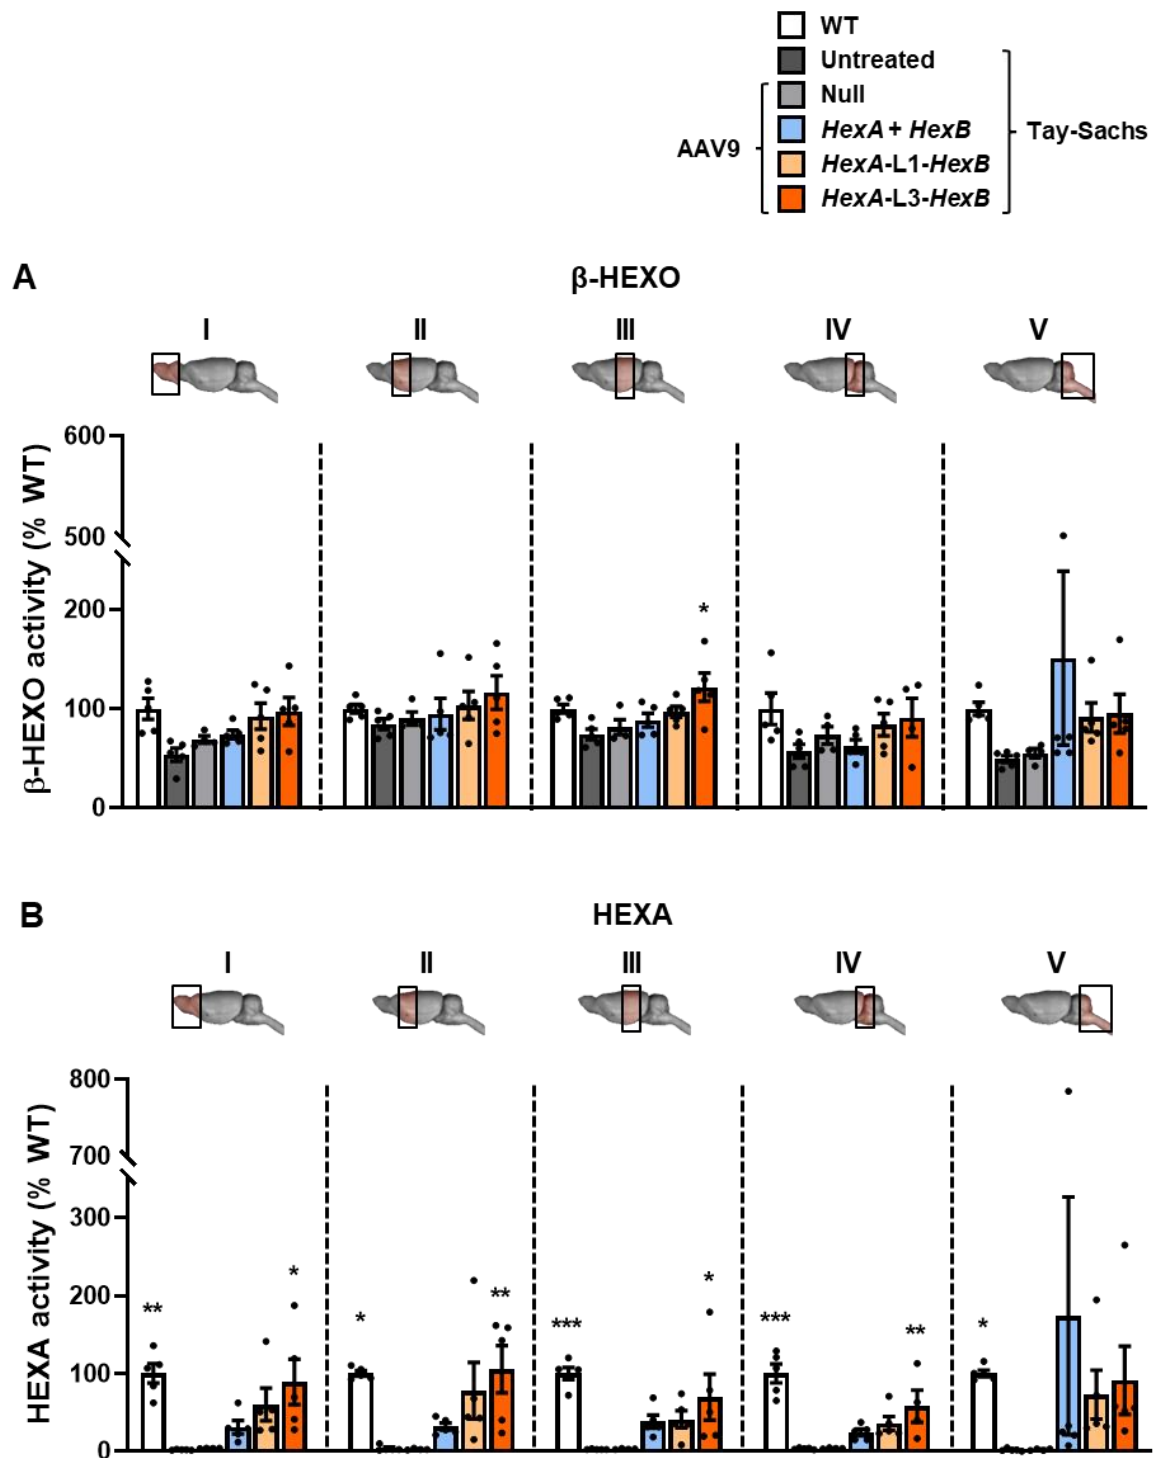 WT
Untreated
Null
HexA + HexB
HexA-L1-HexB
HexA-L3-HexB
AAV9
Tay-Sachs
A
β-HEXO
I II III IV V
β-HEXO activity (% WT)
600
500
200
100
0
*
B
HEXA
I II III IV V
HEXA activity (% WT)
800
700
300
200
100
0
** * * ** *** * *** ** *